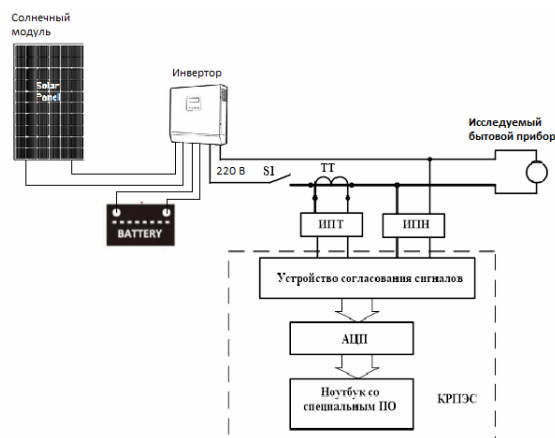 Солнечный
модуль
Solar
Panel
Инвертор
Исследуемый
бытовой прибор
220 В
S1
ТТ
BATTERY
ИПТ
ИПН
Устройство согласования сигналов
АЦП
Ноутбук со
специальным ПО
КРПЭС